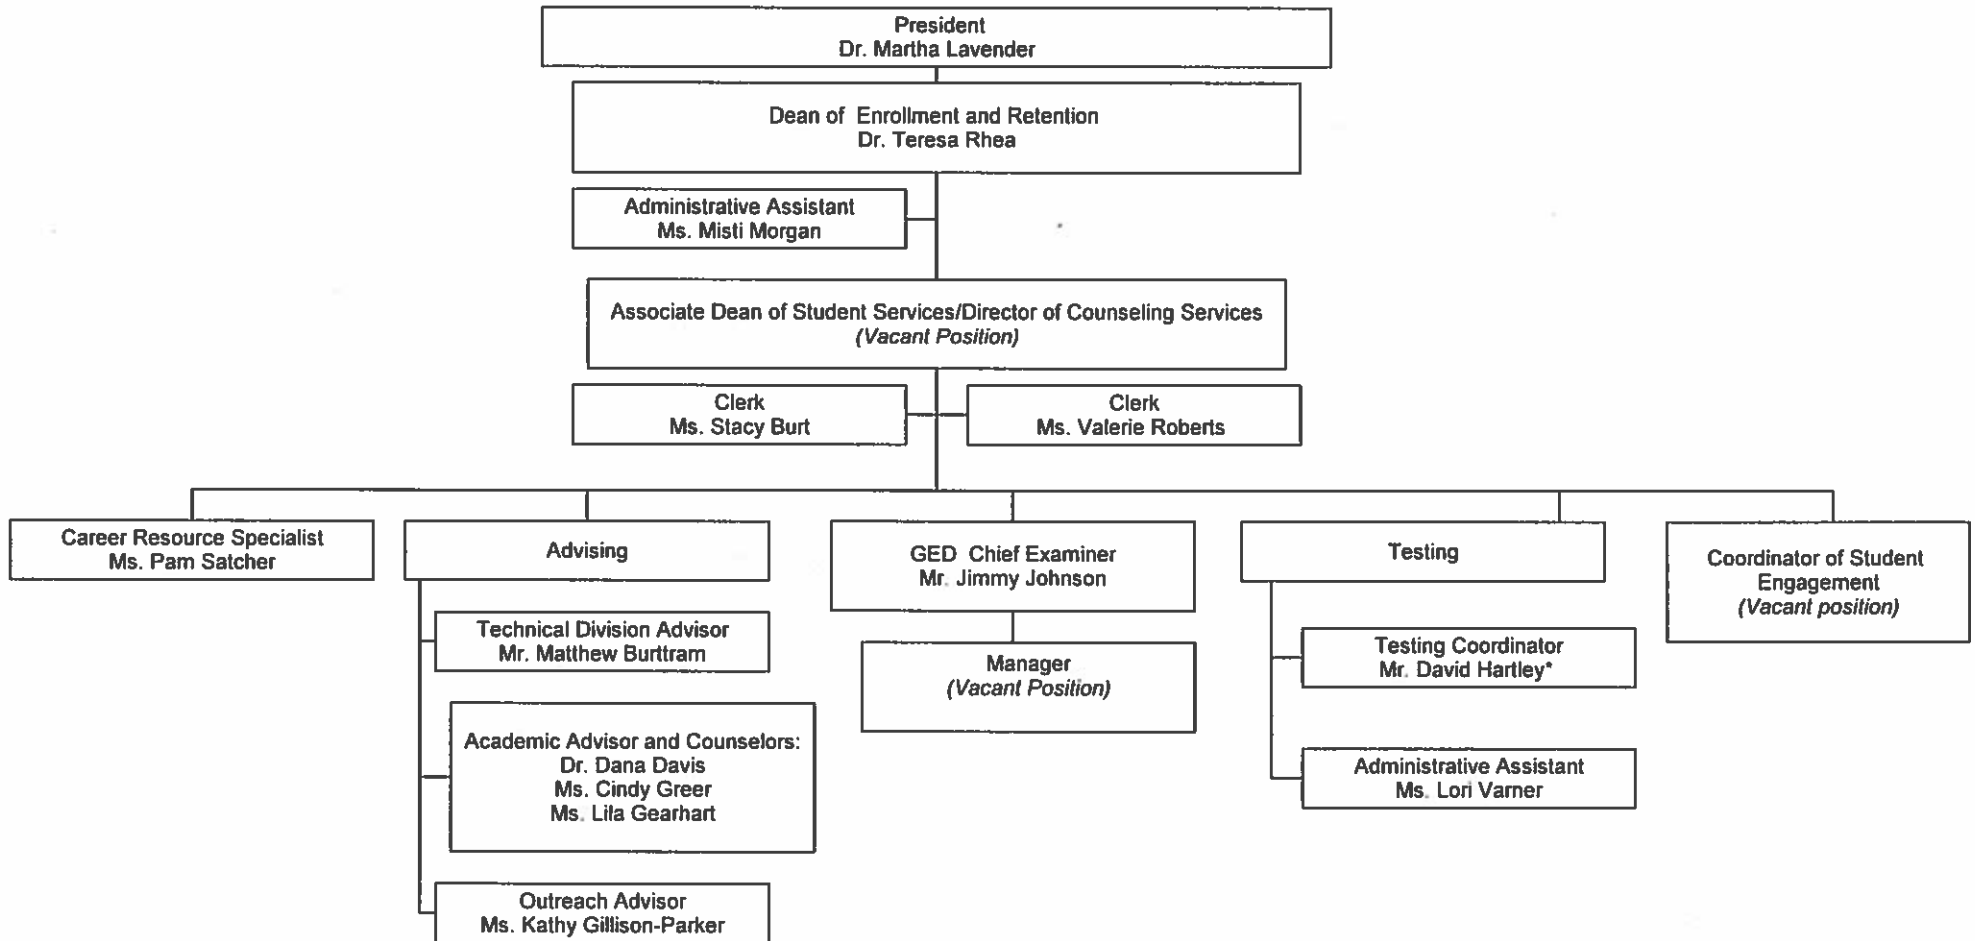 President
Dr. Martha Lavender
Dean of Enrollment and Retention
Dr. Teresa Rhea
Administrative Assistant
Ms. Misti Morgan
Associate Dean of Student Services/Director of Counseling Services
(Vacant Position)
Clerk
Ms. Stacy Burt
Clerk
Ms. Valerie Roberts
Career Resource Specialist
Ms. Pam Satcher
Advising
Technical Division Advisor
Mr. Matthew Burttram
Academic Advisor and Counselors:
Dr. Dana Davis
Ms. Cindy Greer
Ms. Lila Gearhart
Outreach Advisor
Ms. Kathy Gillison-Parker
GED Chief Examiner
Mr. Jimmy Johnson
Manager
(Vacant Position)
Testing
Testing Coordinator
Mr. David Hartley*
Administrative Assistant
Ms. Lori Varner
Coordinator of Student
Engagement
(Vacant position)